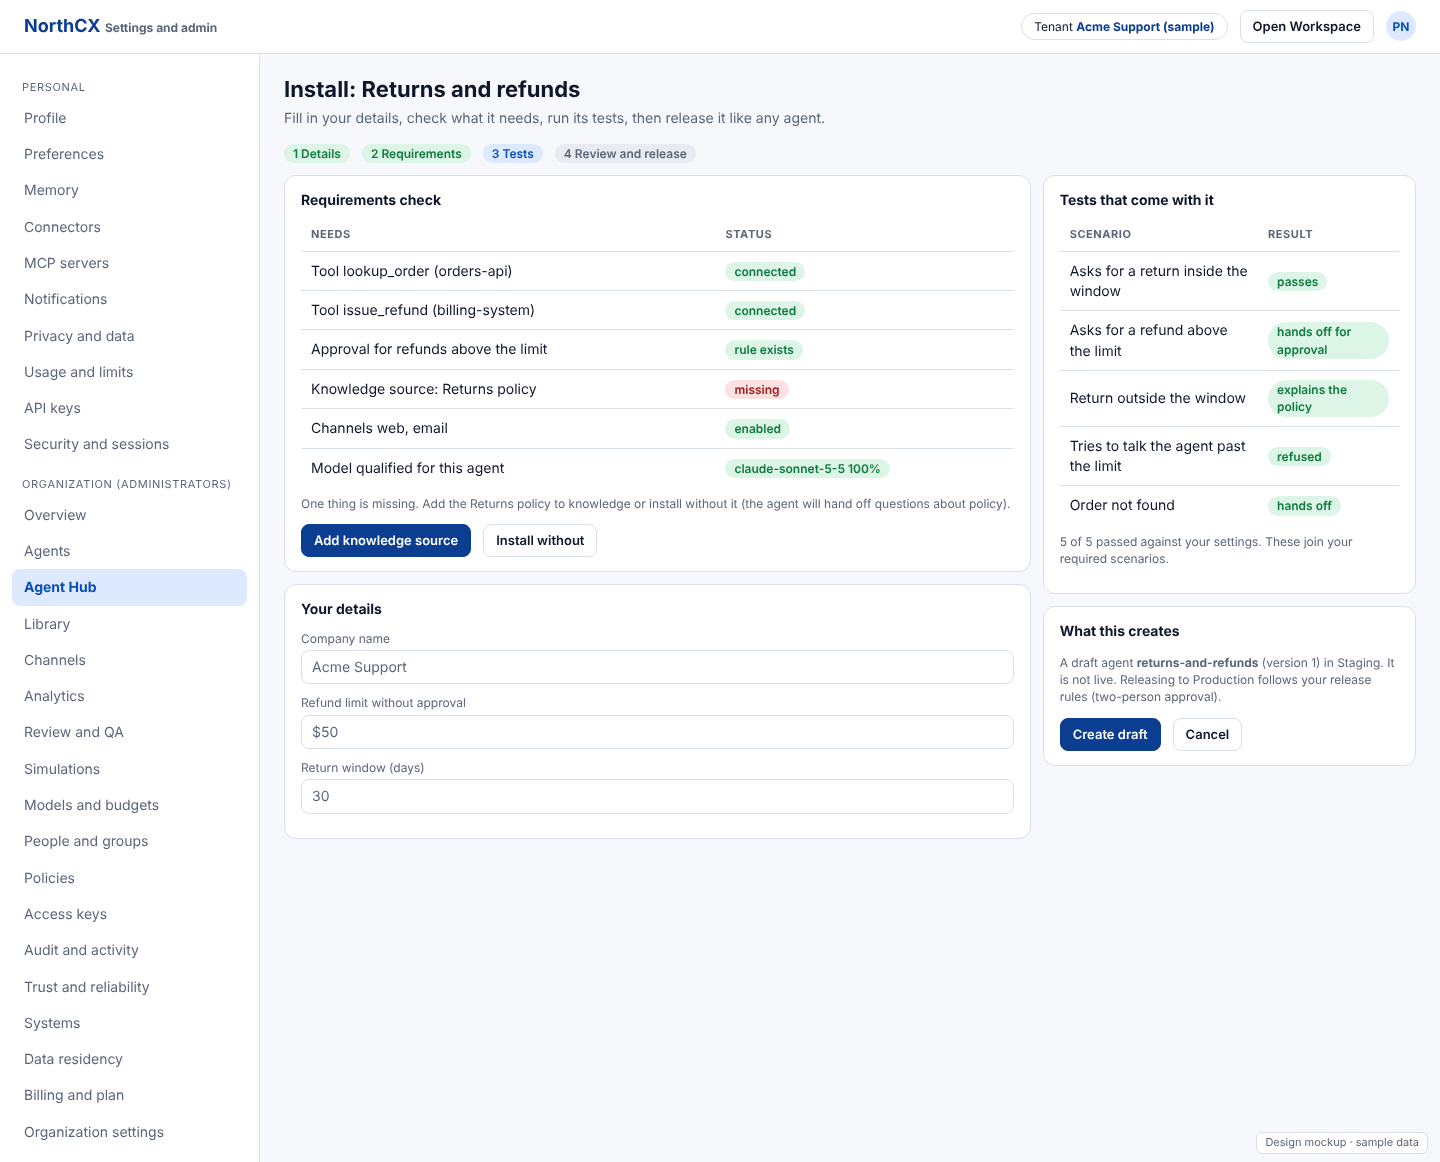 NorthCX Settings and admin
Tenant Acme Support (sample)
Open Workspace
PN
PERSONAL
Profile
Preferences
Memory
Connectors
MCP servers
Notifications
Privacy and data
Usage and limits
API keys
Security and sessions
ORGANIZATION (ADMINISTRATORS)
Overview
Agents
Agent Hub
Library
Channels
Analytics
Review and QA
Simulations
Models and budgets
People and groups
Policies
Access keys
Audit and activity
Trust and reliability
Systems
Data residency
Billing and plan
Organization settings
Install: Returns and refunds
Fill in your details, check what it needs, run its tests, then release it like any agent.
1 Details
2 Requirements
3 Tests
4 Review and release
Requirements check
NEEDS STATUS
Tool lookup_order (orders-api) connected
Tool issue_refund (billing-system) connected
Approval for refunds above the limit rule exists
Knowledge source: Returns policy missing
Channels web, email enabled
Model qualified for this agent claude-sonnet-5-5 100%
One thing is missing. Add the Returns policy to knowledge or install without it (the agent will hand off questions about policy).
Add knowledge source
Install without
Your details
Company name
Acme Support
Refund limit without approval
$50
Return window (days)
30
Tests that come with it
SCENARIO RESULT
Asks for a return inside the
window
passes
Asks for a refund above
the limit
hands off for
approval
Return outside the window
explains the
policy
Tries to talk the agent past
the limit
refused
Order not found hands off
5 of 5 passed against your settings. These join your
required scenarios.
What this creates
A draft agent returns-and-refunds (version 1) in Staging. It
is not live. Releasing to Production follows your release
rules (two-person approval).
Create draft
Cancel
Design mockup · sample data